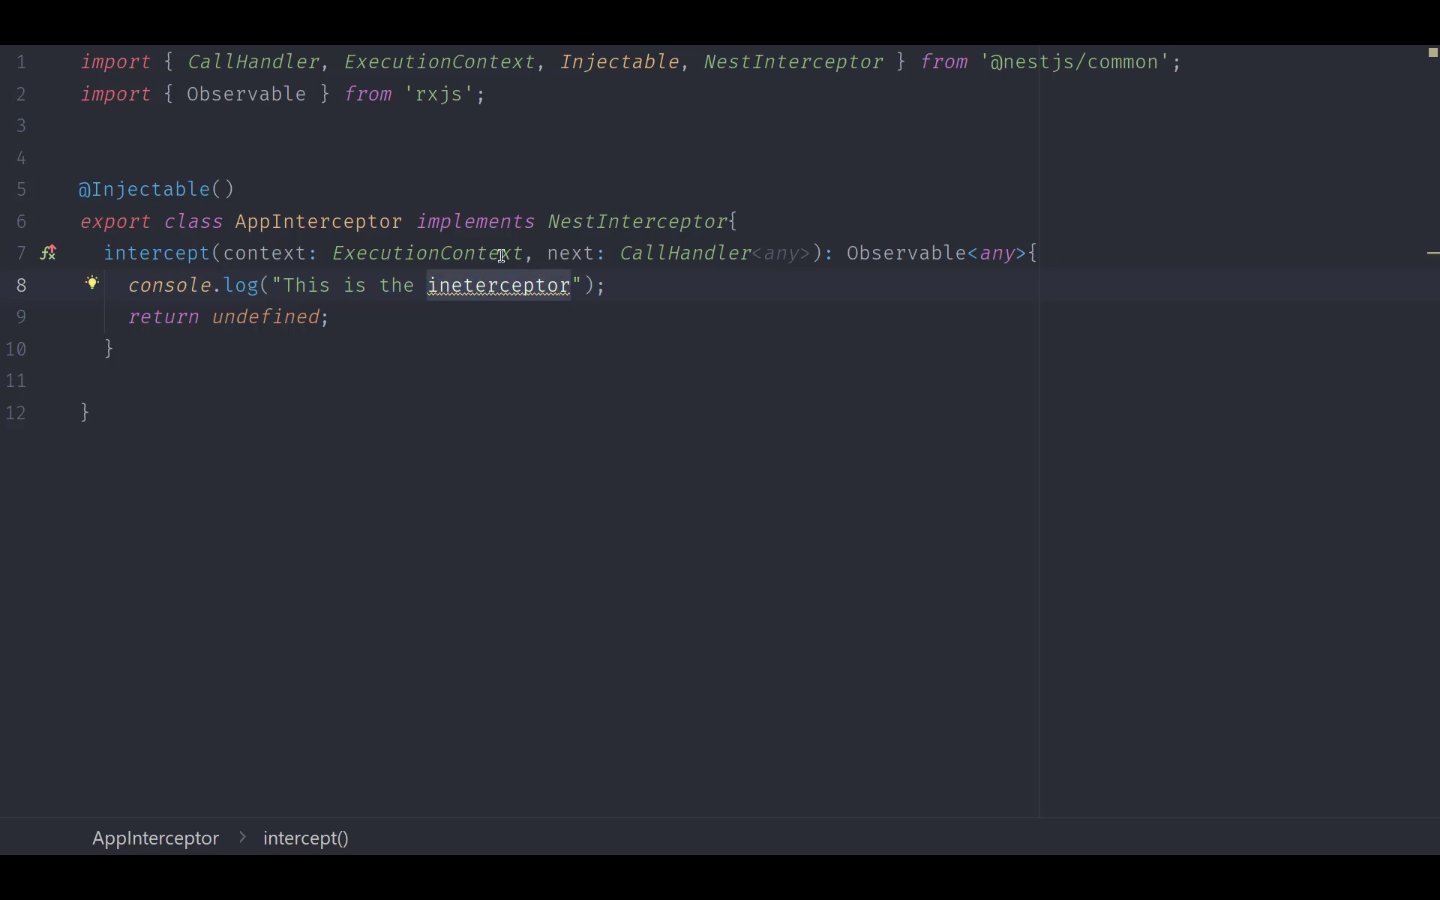 1 import { CallHandler, ExecutionContext, Injectable, NestInterceptor } from '@nestjs/common';
2 import { Observable } from 'rxjs';
3
4
5 @Injectable()
6 export class AppInterceptor implements NestInterceptor{
7 intercept(context: ExecutionContext, next: CallHandler<any>): Observable<any>{
8 console.log("This is the ineterceptor");
9 return undefined;
10 }
11
12 }
AppInterceptor > intercept()